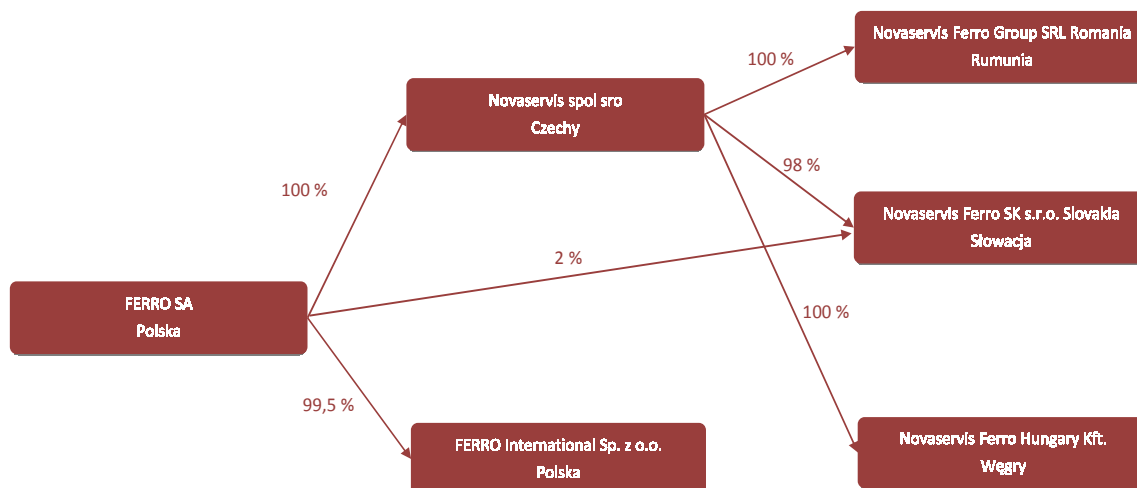 Novaservis Ferro Group SRL Romania
Rumunia
100 %
Novaservis spol sro
Czechy
98 %
100 %
Novaservis Ferro SK s.r.o. Slovakia
Słowacja
2 %
FERRO SA
Polska
100 %
99,5 %
FERRO International Sp. z o.o.
Polska
Novaservis Ferro Hungary Kft.
Węgry